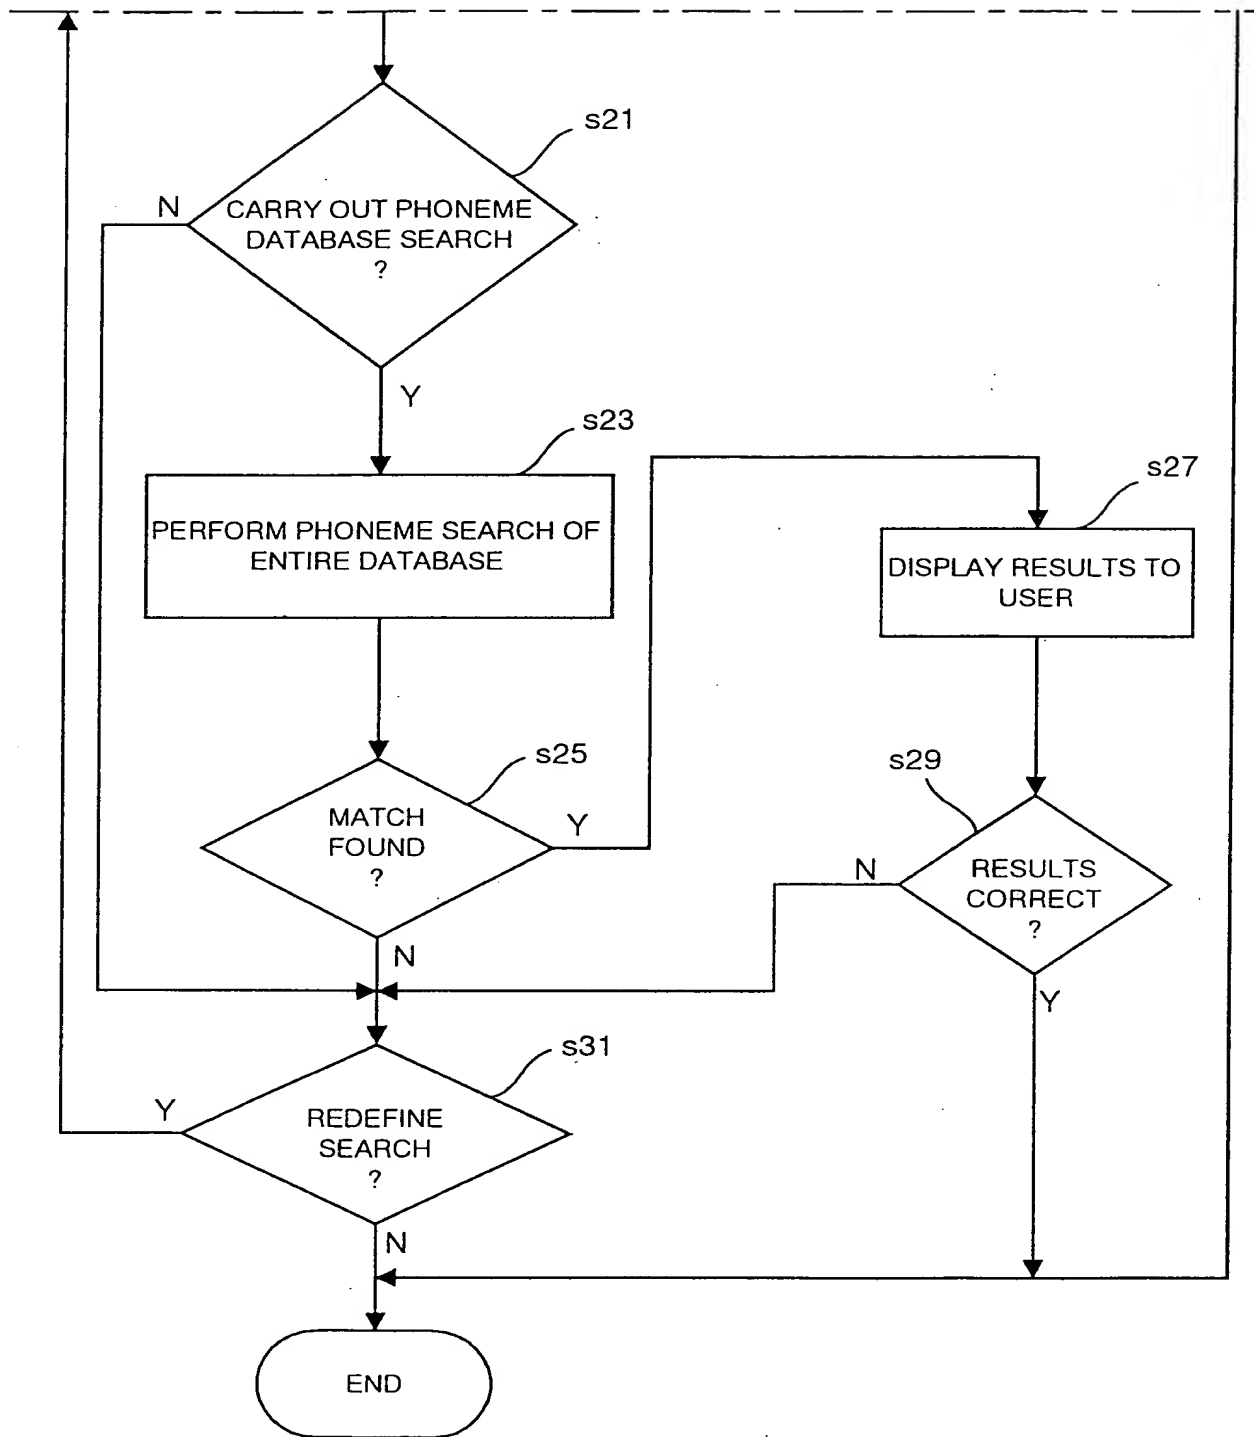 s21
N
CARRY OUT PHONEME
DATABASE SEARCH
?
Y
s23
PERFORM PHONEME SEARCH OF
ENTIRE DATABASE
s27
DISPLAY RESULTS TO
USER
s25
MATCH
FOUND
?
Y
N
s29
RESULTS
CORRECT
?
N
Y
s31
REDEFINE
SEARCH
?
Y
N
END